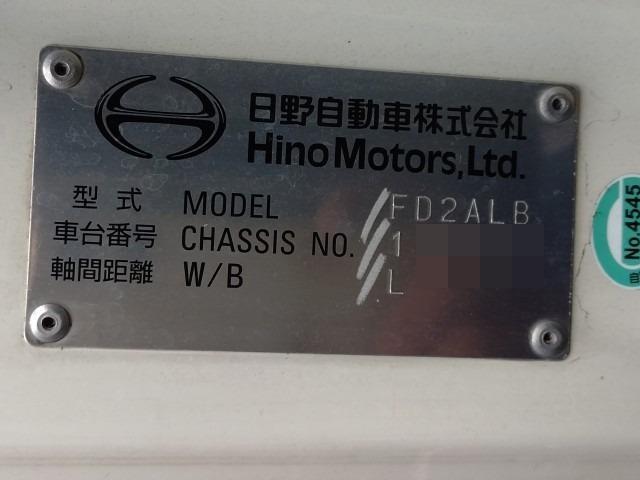 日野自動車株式会社
Hino Motors, Ltd.
型式 MODEL FD2ALB
車台番号 CHASSIS NO. 1
軸間距離 W/B L
No.4545